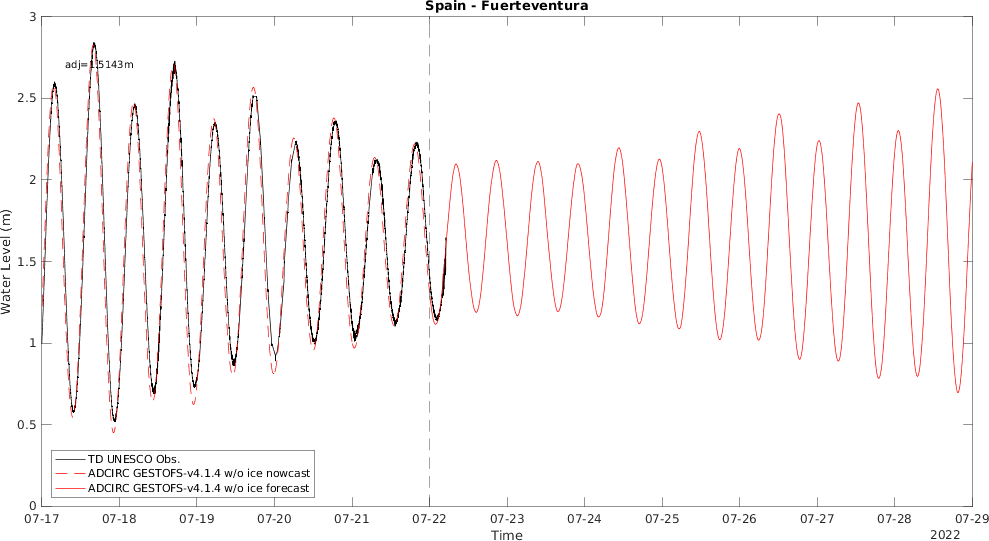 Spain - Fuerteventura
3
adj=1.5143m
2.5
2
1.5
1
0.5
0
Water Level (m)
TD UNESCO Obs.
ADCIRC GESTOFS-v4.1.4 w/o ice nowcast
ADCIRC GESTOFS-v4.1.4 w/o ice forecast
07-17 07-18 07-19 07-20 07-21 07-22 07-23 07-24 07-25 07-26 07-27 07-28 07-29
Time
2022